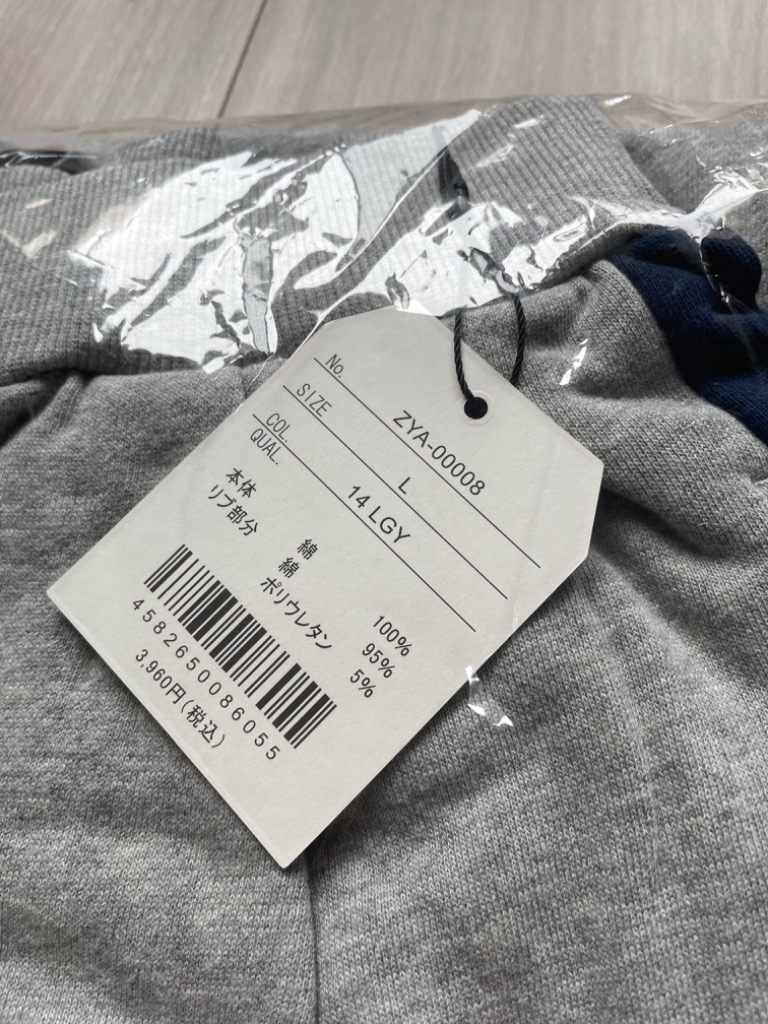 No. ZYA-00008
SIZE L
COL. 14 LGY
QUAL.
本体 綿 100%
リブ部分 綿 95%
ポリウレタン 5%
4582650086055
3,960円(税込)